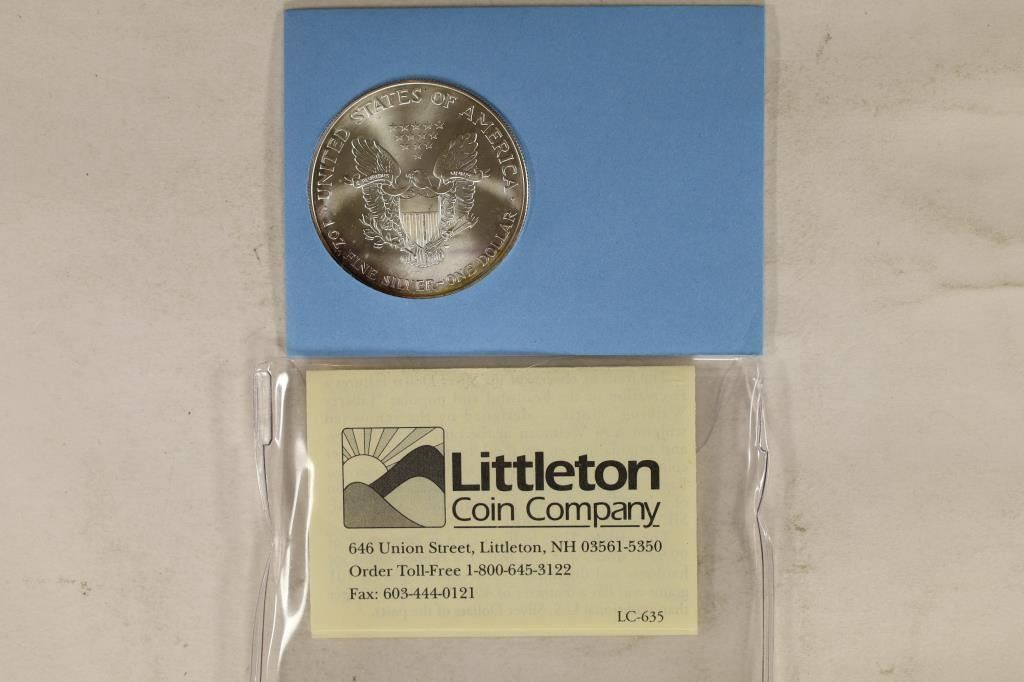 UNITED STATES OF AMERICA
1 OZ. FINE SILVER~ONE DOLLAR
Littleton
Coin Company
646 Union Street, Littleton, NH 03561-5350
Order Toll-Free 1-800-645-3122
Fax: 603-444-0121
LC-635